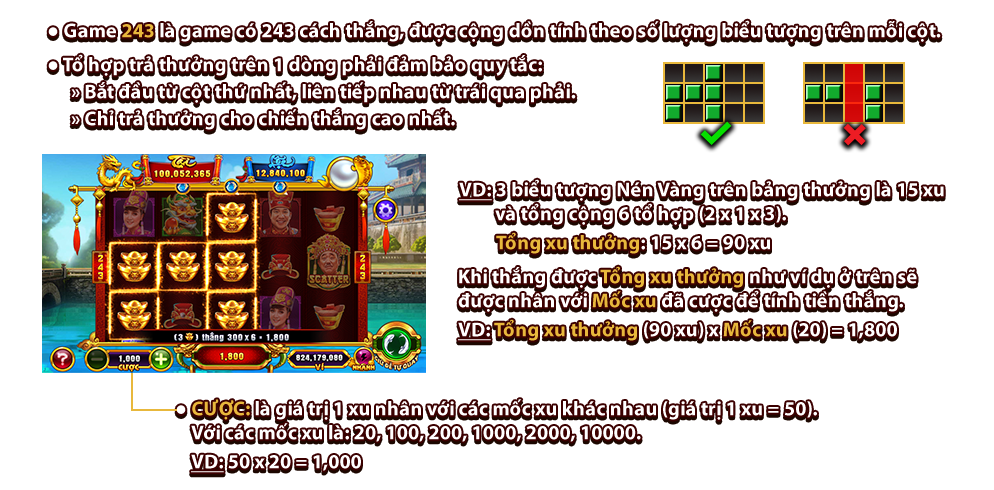 • Game 243 là game có 243 cách thắng, được cộng dồn tính theo số lượng biểu tượng trên mỗi cột.
• Tổ hợp trả thưởng trên 1 dòng phải đảm bảo quy tắc:
» Bắt đầu từ cột thứ nhất, liên tiếp nhau từ trái qua phải.
» Chỉ trả thưởng cho chiến thắng cao nhất.
100,052,365
12,840,100
243
243
SCATTER
(3 ) thắng 300 x 6 = 1,800
?
1,000
CƯỢC
1,800
824,179,080
VÍ
NHANH
VD: 3 biểu tượng Nén Vàng trên bảng thưởng là 15 xu
và tổng cộng 6 tổ hợp (2 x 1 x 3).
Tổng xu thưởng: 15 x 6 = 90 xu
Khi thắng được Tổng xu thưởng như ví dụ ở trên sẽ
được nhân với Mốc xu đã cược để tính tiền thắng.
VD: Tổng xu thưởng (90 xu) x Mốc xu (20) = 1,800
• CƯỢC: là giá trị 1 xu nhân với các mốc xu khác nhau (giá trị 1 xu = 50).
Với các mốc xu là: 20, 100, 200, 1000, 2000, 10000.
VD: 50 x 20 = 1,000